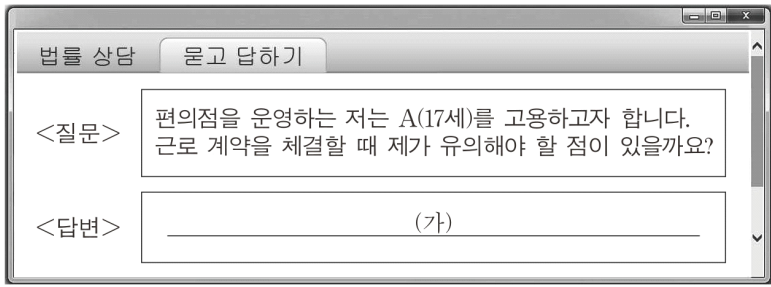 법률 상담 묻고 답하기
<질문> 편의점을 운영하는 저는 A(17세)를 고용하고자 합니다.
근로 계약을 체결할 때 제가 유의해야 할 점이 있을까요?
<답변> (가)